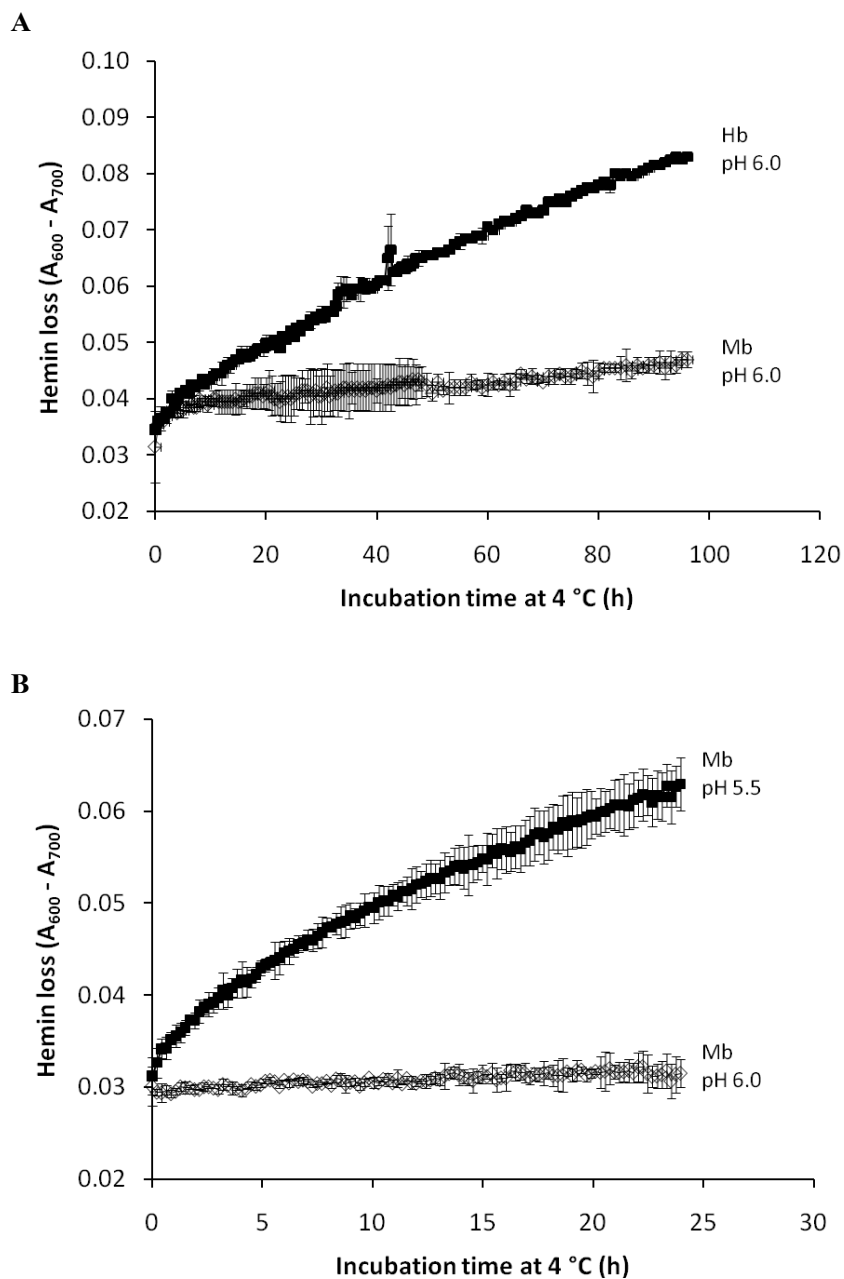 A
Hemin loss (A600 - A700)
0.10
0.09
0.08
0.07
0.06
0.05
0.04
0.03
0.02
Hb
pH 6.0
Mb
pH 6.0
0 20 40 60 80 100 120
Incubation time at 4 °C (h)
B
Hemin loss (A600 - A700)
0.07
0.06
0.05
0.04
0.03
0.02
Mb
pH 5.5
Mb
pH 6.0
0 5 10 15 20 25 30
Incubation time at 4 °C (h)